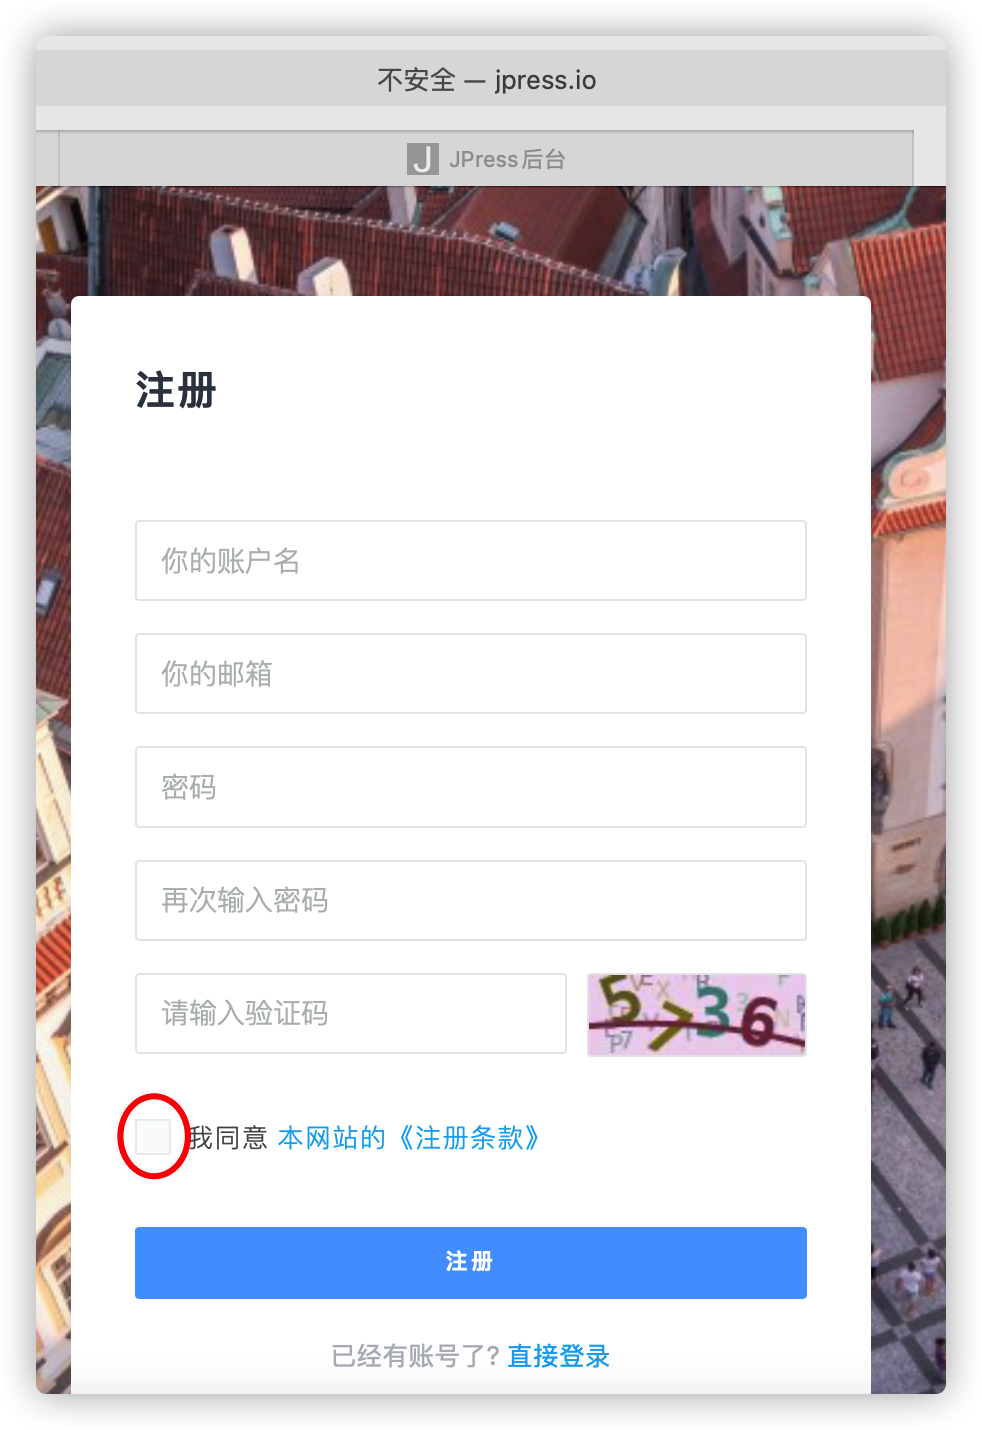 不安全 — jpress.io
J JPress后台
注册
你的账户名
你的邮箱
密码
再次输入密码
请输入验证码
5736
我同意 本网站的《注册条款》
注册
已经有账号了? 直接登录